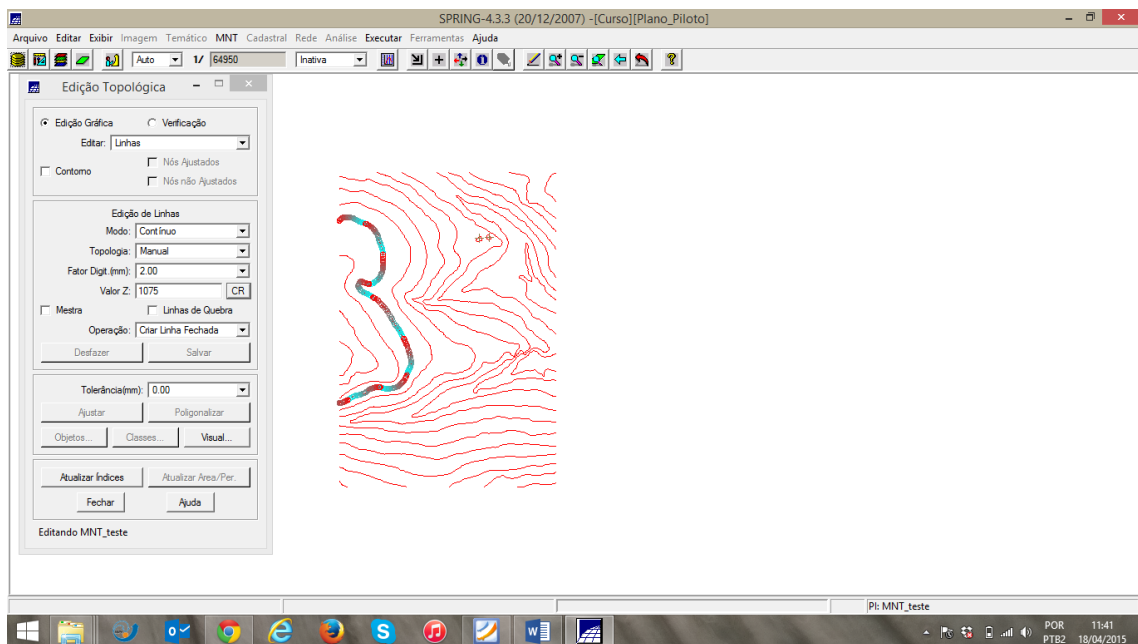 SPRING-4.3.3 (20/12/2007) -[Curso][Plano_Piloto]
Arquivo Editar Exibir Imagem Temático MNT Cadastral Rede Análise Executar Ferramentas Ajuda
Auto 1/ 64950 Inativa
Edição Topológica
Edição Gráfica Verificação
Editar: Linhas
Nós Ajustados
Contorno
Nós não Ajustados
Edição de Linhas
Modo: Contínuo
Topologia: Manual
Fator Digit.(mm): 2.00
Valor Z: 1075 CR
Mestra Linhas de Quebra
Operação: Criar Linha Fechada
Desfazer Salvar
Tolerância(mm): 0.00
Ajustar Poligonalizar
Objetos... Classes... Visual...
Atualizar Índices Atualizar Area/Per.
Fechar Ajuda
Editando MNT_teste
PI: MNT_teste
POR 11:41
PTB2 18/04/2015